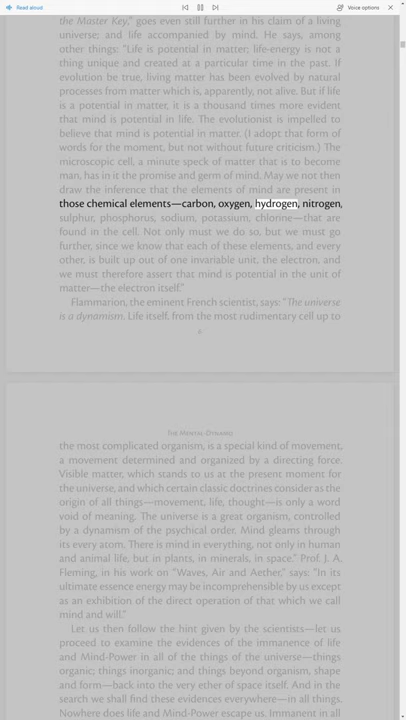 Read aloud
Voice options
the Master Key," goes even still further in his claim of a living
universe; and life accompanied by mind. He says, among
other things: "Life is potential in matter; life-energy is not a
thing unique and created at a particular time in the past. If
evolution be true, living matter has been evolved by natural
processes from matter which is, apparently, not alive. But if life
is a potential in matter, it is a thousand times more evident
that mind is potential in life. The evolutionist is impelled to
believe that mind is potential in matter. (I adopt that form of
words for the moment, but not without future criticism.) The
microscopic cell, a minute speck of matter that is to become
man, has in it the promise and germ of mind. May we not then
draw the inference that the elements of mind are present in
those chemical elements—carbon, oxygen, hydrogen, nitrogen,
sulphur, phosphorus, sodium, potassium, chlorine—that are
found in the cell. Not only must we do so, but we must go
further, since we know that each of these elements, and every
other, is built up out of one invariable unit, the electron, and
we must therefore assert that mind is potential in the unit of
matter—the electron itself."
Flammarion, the eminent French scientist, says: "The universe
is a dynamism. Life itself, from the most rudimentary cell up to
The Mental-Dynamo
the most complicated organism, is a special kind of movement,
a movement determined and organized by a directing force.
Visible matter, which stands to us at the present moment for
the universe, and which certain classic doctrines consider as the
origin of all things—movement, life, thought—is only a word
void of meaning. The universe is a great organism, controlled
by a dynamism of the psychical order. Mind gleams through
its every atom. There is mind in everything, not only in human
and animal life, but in plants, in minerals, in space." Prof. J. A.
Fleming, in his work on "Waves, Air and Aether," says: "In its
ultimate essence energy may be incomprehensible by us except
as an exhibition of the direct operation of that which we call
mind and will."
Let us then follow the hint given by the scientists—let us
proceed to examine the evidences of the immanence of life
and Mind-Power in all of the things of the universe—things
organic; things inorganic; and things beyond organism, shape
and form—back into the very ether of space itself. And in the
search we shall find these evidences everywhere—in all things.
Nowhere does life and Mind-Power escape us. Immanent in all